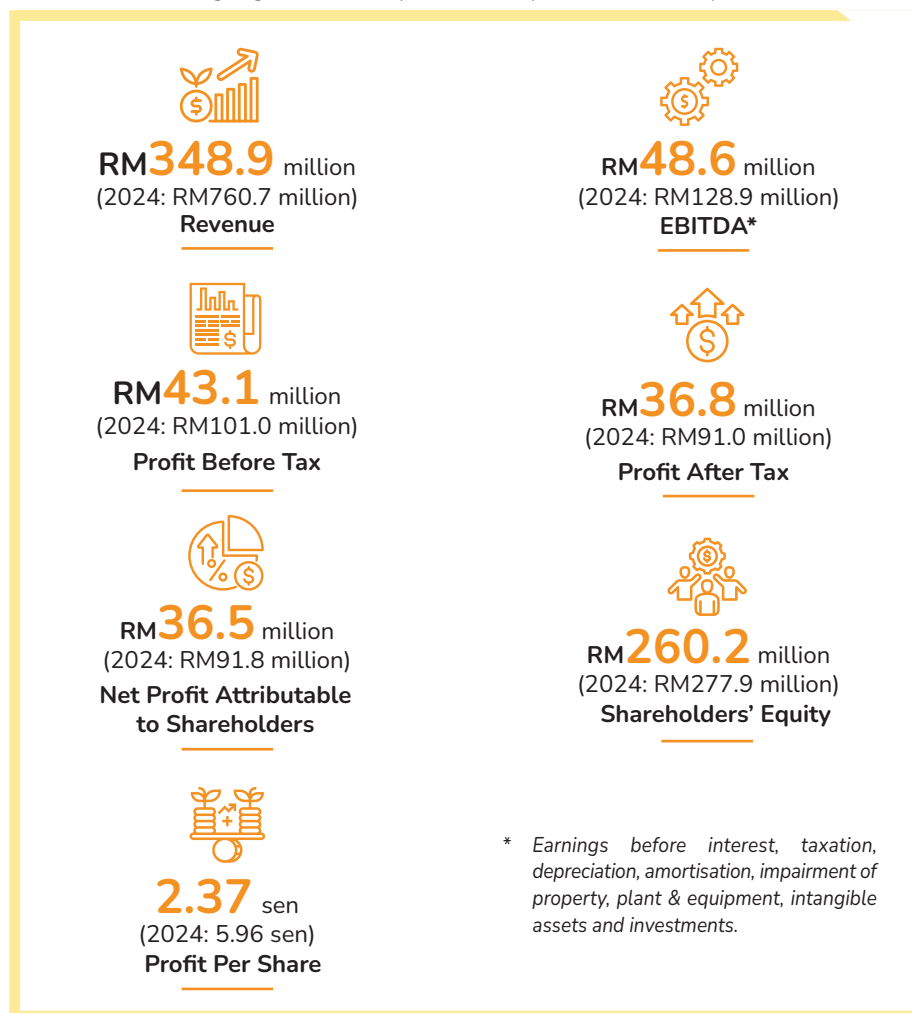 RM348.9 million
(2024: RM760.7 million)
Revenue
RM48.6 million
(2024: RM128.9 million)
EBITDA*
RM43.1 million
(2024: RM101.0 million)
Profit Before Tax
RM36.8 million
(2024: RM91.0 million)
Profit After Tax
RM36.5 million
(2024: RM91.8 million)
Net Profit Attributable
to Shareholders
RM260.2 million
(2024: RM277.9 million)
Shareholders’ Equity
2.37 sen
(2024: 5.96 sen)
Profit Per Share
* Earnings before interest, taxation,
depreciation, amortisation, impairment of
property, plant & equipment, intangible
assets and investments.